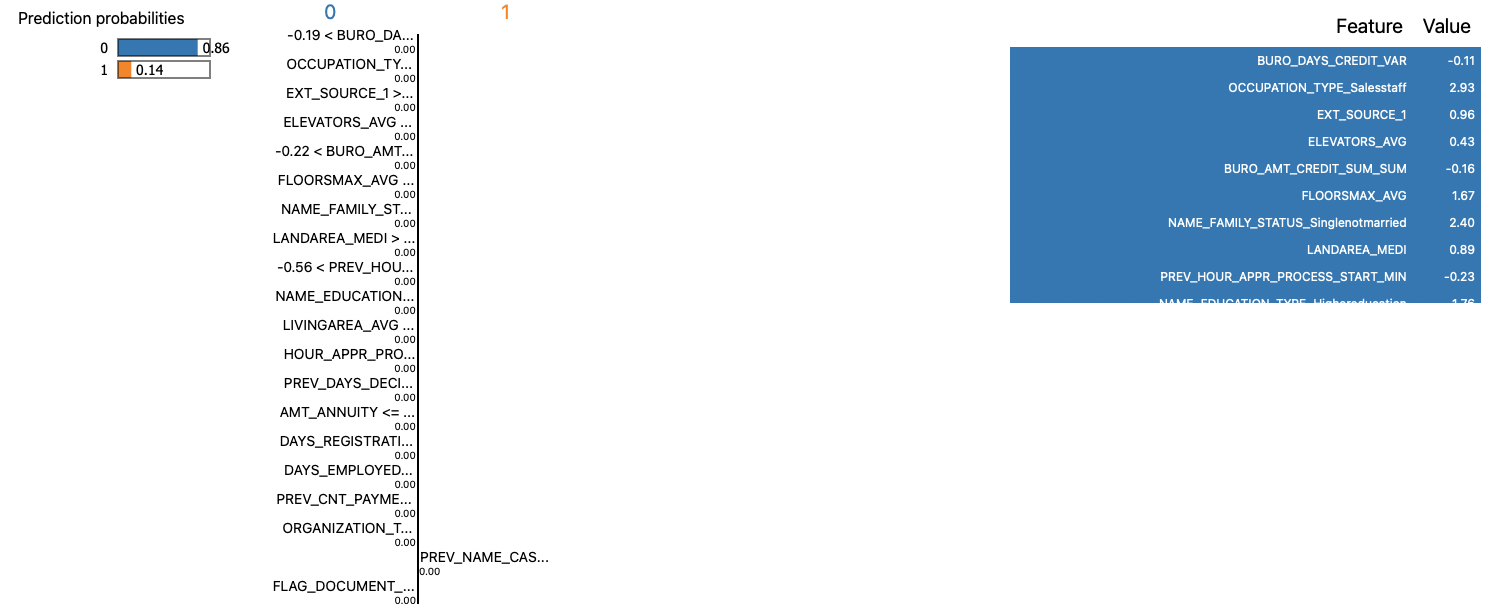 Prediction probabilities
0 0.86
1 0.14
0 1
-0.19 < BURO_DA...
0.00
OCCUPATION_TY...
0.00
EXT_SOURCE_1 >...
0.00
ELEVATORS_AVG ...
0.00
-0.22 < BURO_AMT...
0.00
FLOORSMAX_AVG ...
0.00
NAME_FAMILY_ST...
0.00
LANDAREA_MEDI > ...
0.00
-0.56 < PREV_HOU...
0.00
NAME_EDUCATION...
0.00
LIVINGAREA_AVG ...
0.00
HOUR_APPR_PRO...
0.00
PREV_DAYS_DECI...
0.00
AMT_ANNUITY <= ...
0.00
DAYS_REGISTRATI...
0.00
DAYS_EMPLOYED...
0.00
PREV_CNT_PAYME...
0.00
ORGANIZATION_T...
0.00
PREV_NAME_CAS...
0.00
FLAG_DOCUMENT_...
0.00
Feature Value
BURO_DAYS_CREDIT_VAR -0.11
OCCUPATION_TYPE_Salesstaff 2.93
EXT_SOURCE_1 0.96
ELEVATORS_AVG 0.43
BURO_AMT_CREDIT_SUM_SUM -0.16
FLOORSMAX_AVG 1.67
NAME_FAMILY_STATUS_Singlenotmarried 2.40
LANDAREA_MEDI 0.89
PREV_HOUR_APPR_PROCESS_START_MIN -0.23
NAME_EDUCATION_TYPE_Highereducation 1.76